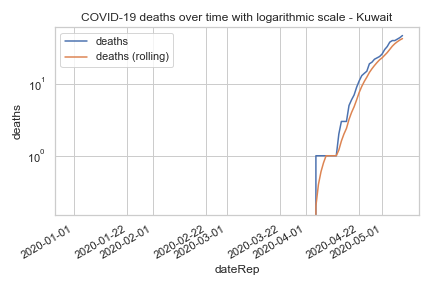 COVID-19 deaths over time with logarithmic scale - Kuwait
deaths
deaths (rolling)
10¹
10⁰
deaths
2020-01-01
2020-01-22
2020-02-01
2020-02-22
2020-03-01
2020-03-22
2020-04-01
2020-04-22
2020-05-01
dateRep